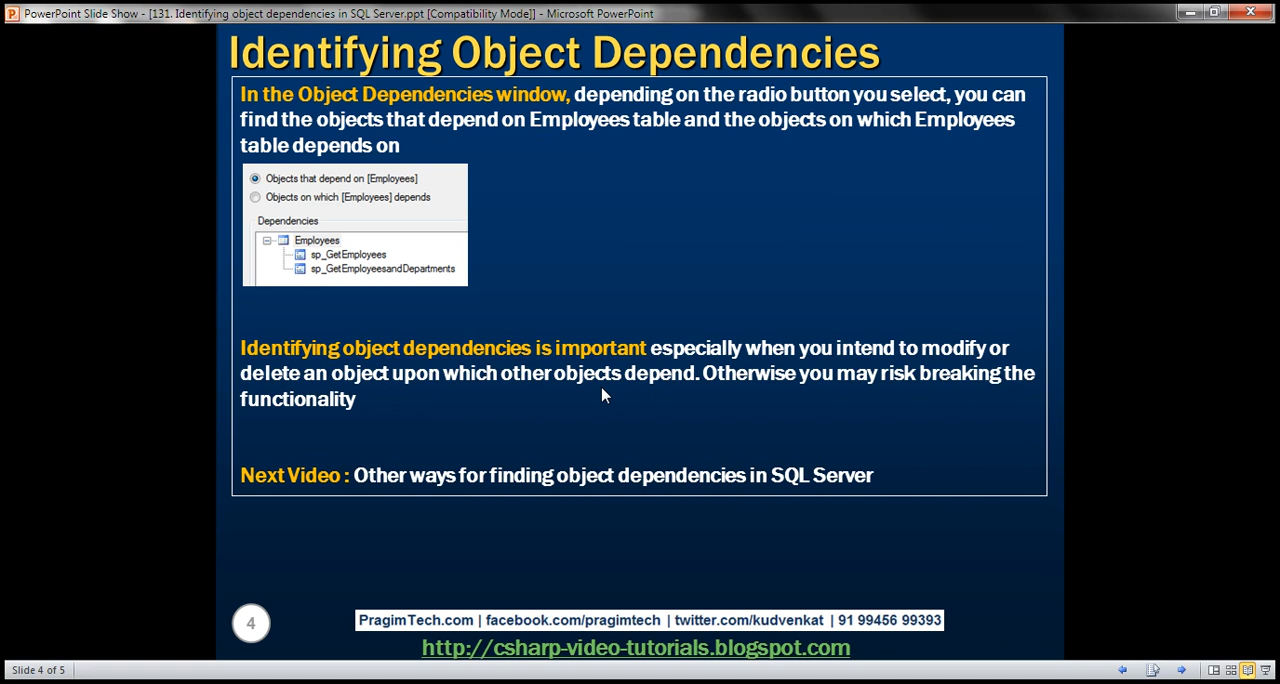 PowerPoint Slide Show - [131. Identifying object dependencies in SQL Server.ppt [Compatibility Mode]] - Microsoft PowerPoint
Identifying Object Dependencies
In the Object Dependencies window, depending on the radio button you select, you can
find the objects that depend on Employees table and the objects on which Employees
table depends on
Objects that depend on [Employees]
Objects on which [Employees] depends
Dependencies
Employees
sp_GetEmployees
sp_GetEmployeesandDepartments
Identifying object dependencies is important especially when you intend to modify or
delete an object upon which other objects depend. Otherwise you may risk breaking the
functionality
Next Video : Other ways for finding object dependencies in SQL Server
4
PragimTech.com | facebook.com/pragimtech | twitter.com/kudvenkat | 91 99456 99393
http://csharp-video-tutorials.blogspot.com
Slide 4 of 5